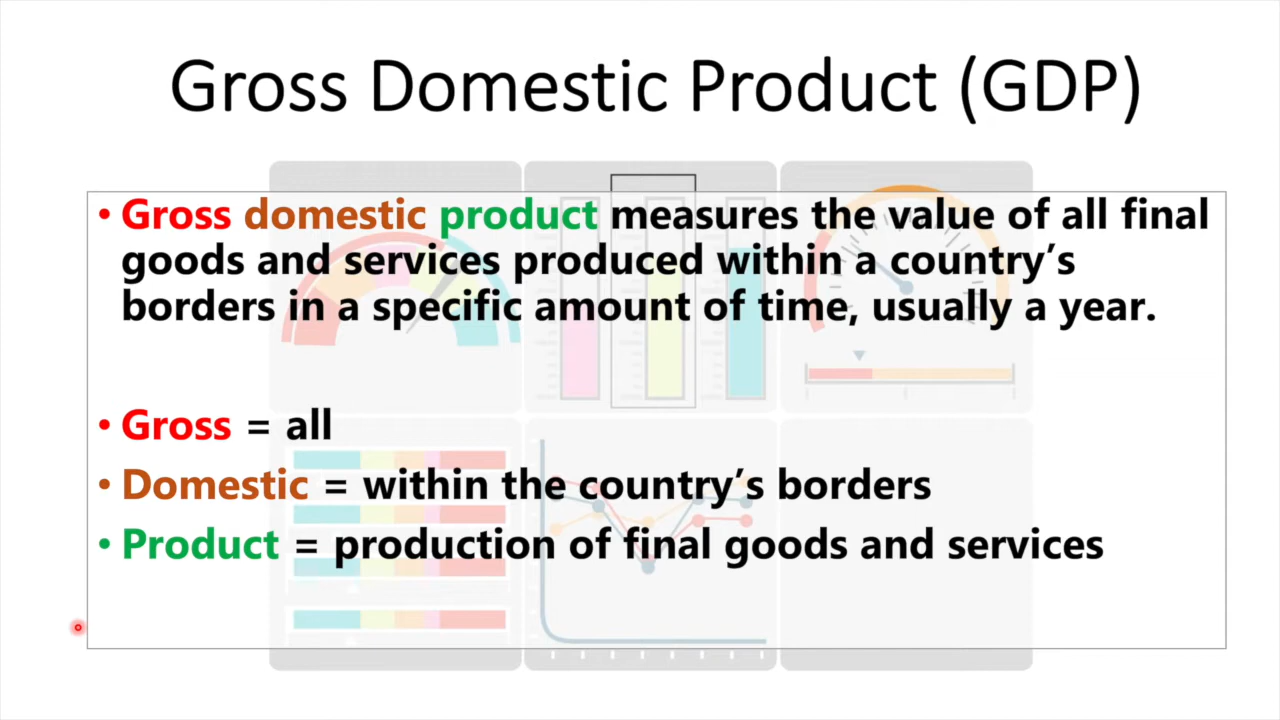 Gross Domestic Product (GDP)
• Gross domestic product measures the value of all final
goods and services produced within a country’s
borders in a specific amount of time, usually a year.
• Gross = all
• Domestic = within the country’s borders
• Product = production of final goods and services